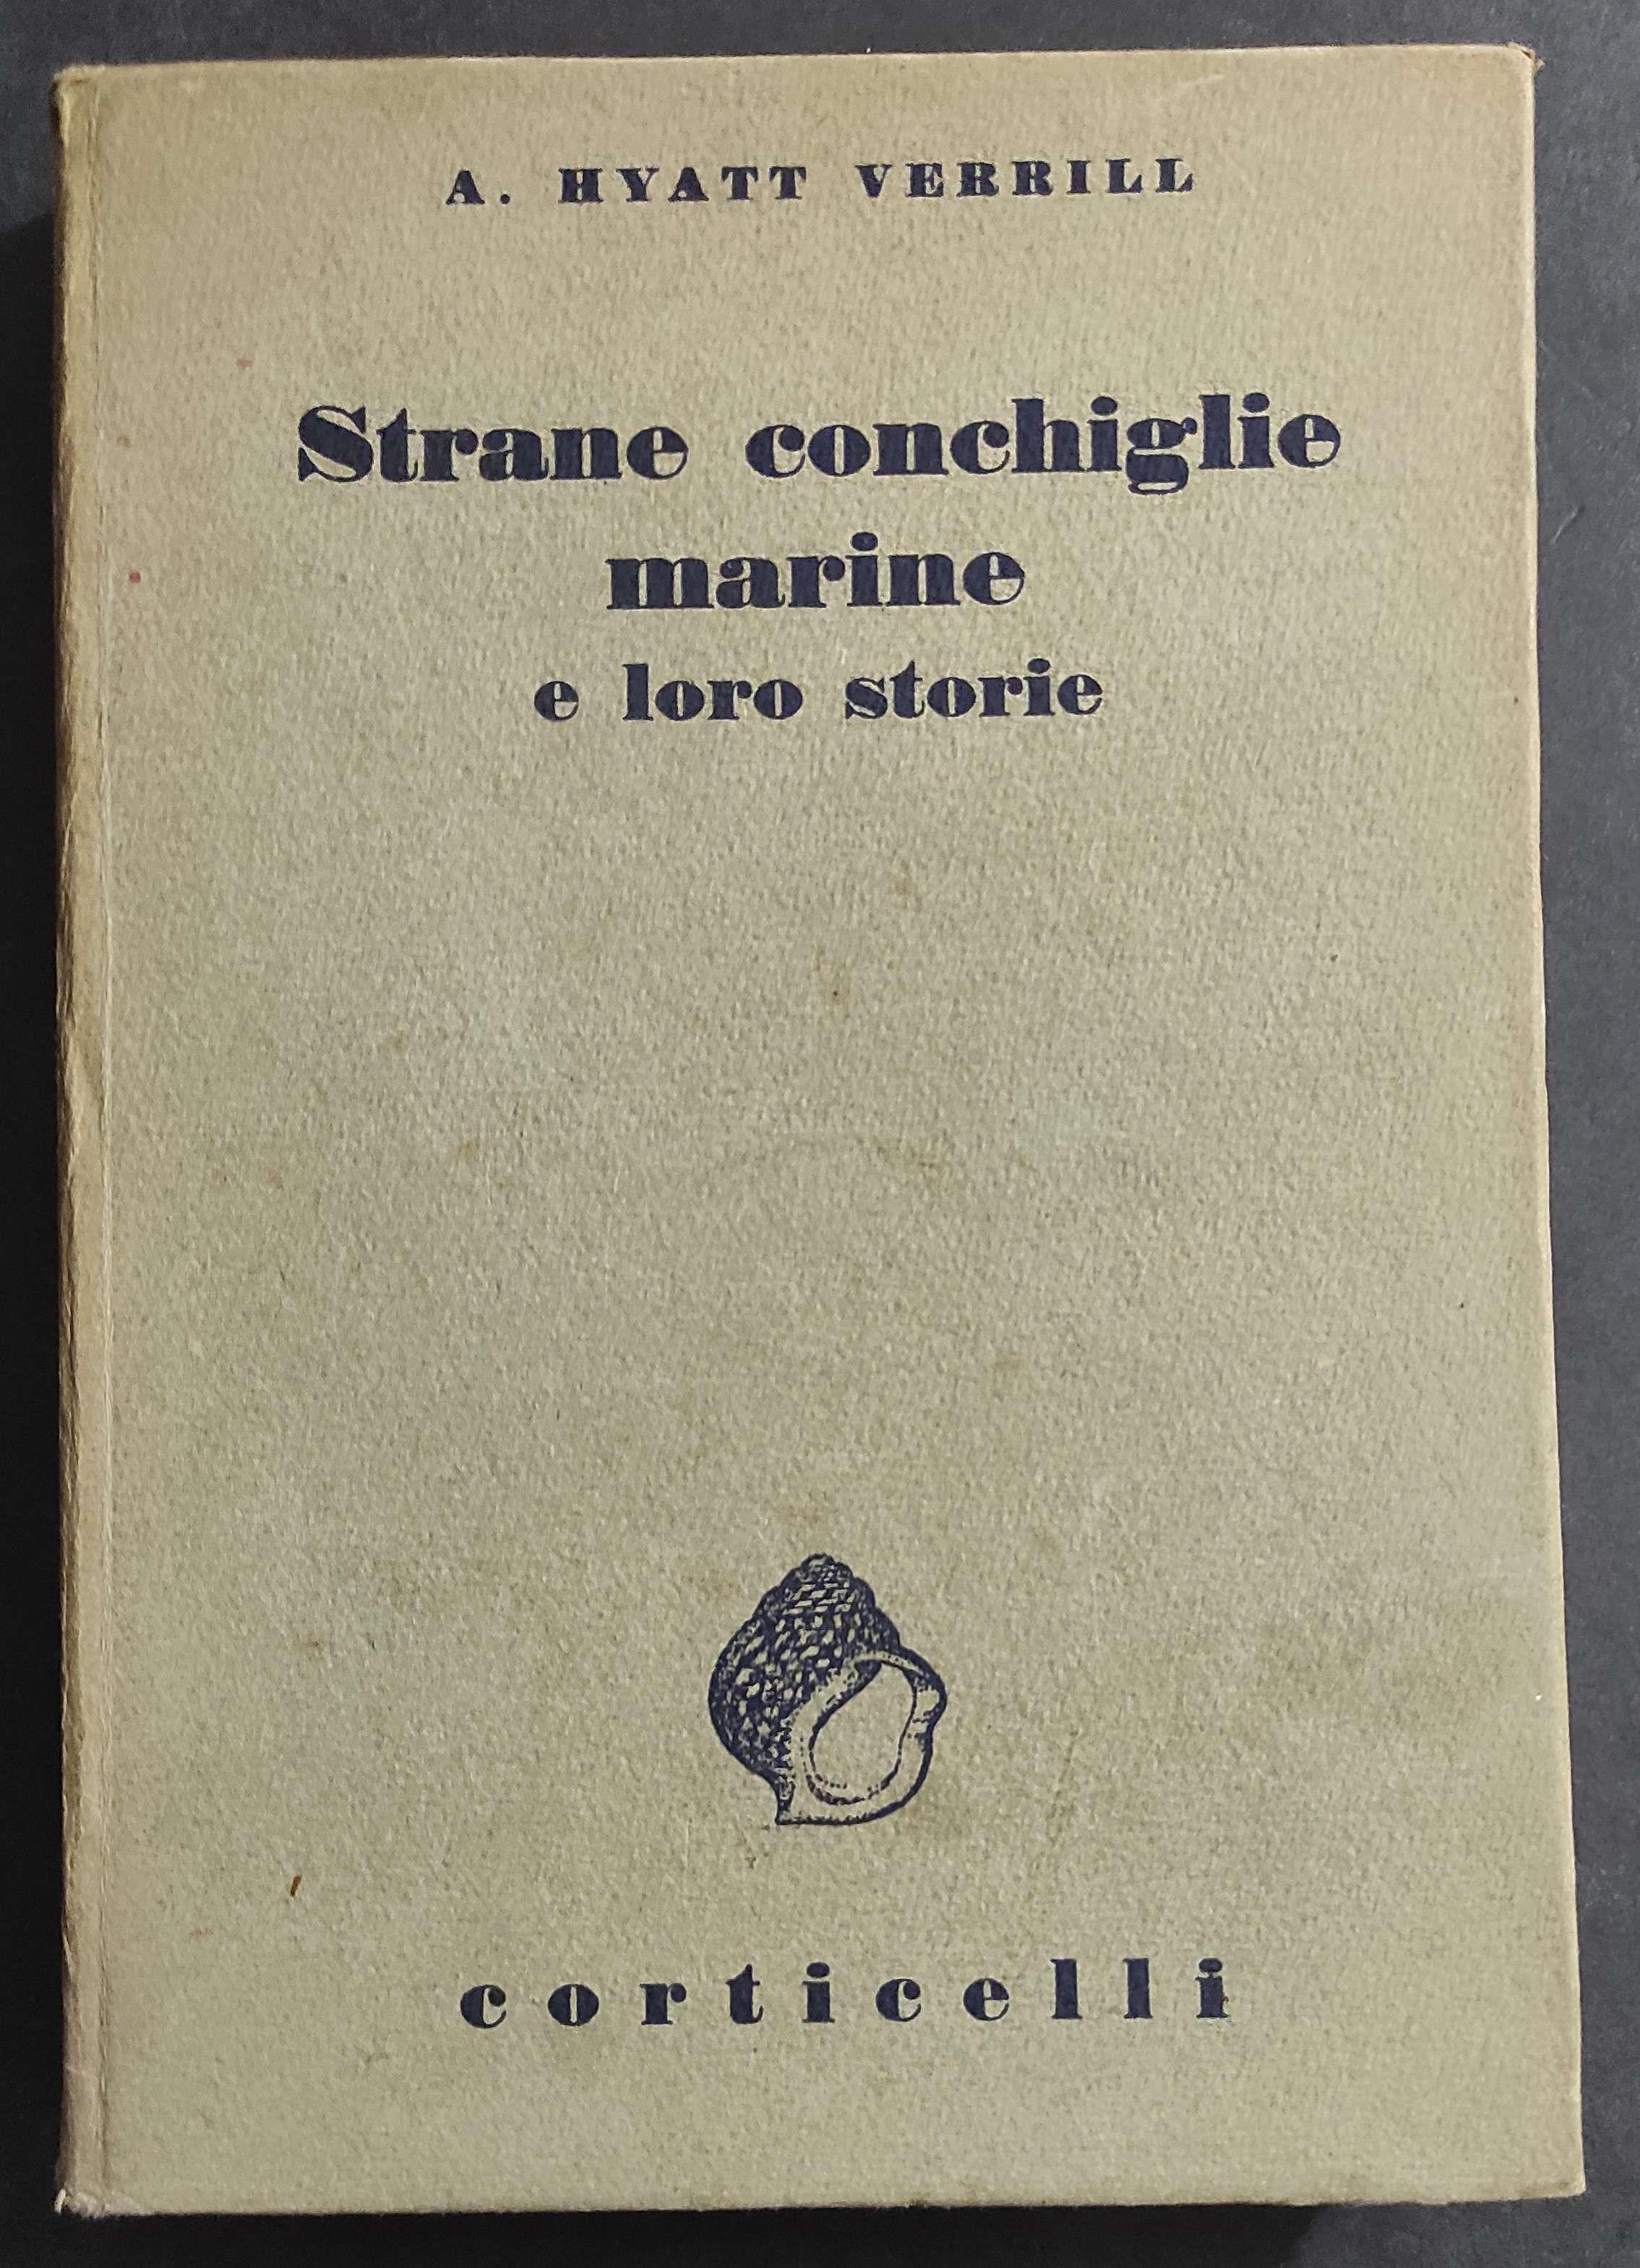 A. HYATT VERRILL
Strane conchiglie
marine
e loro storie
corticelli